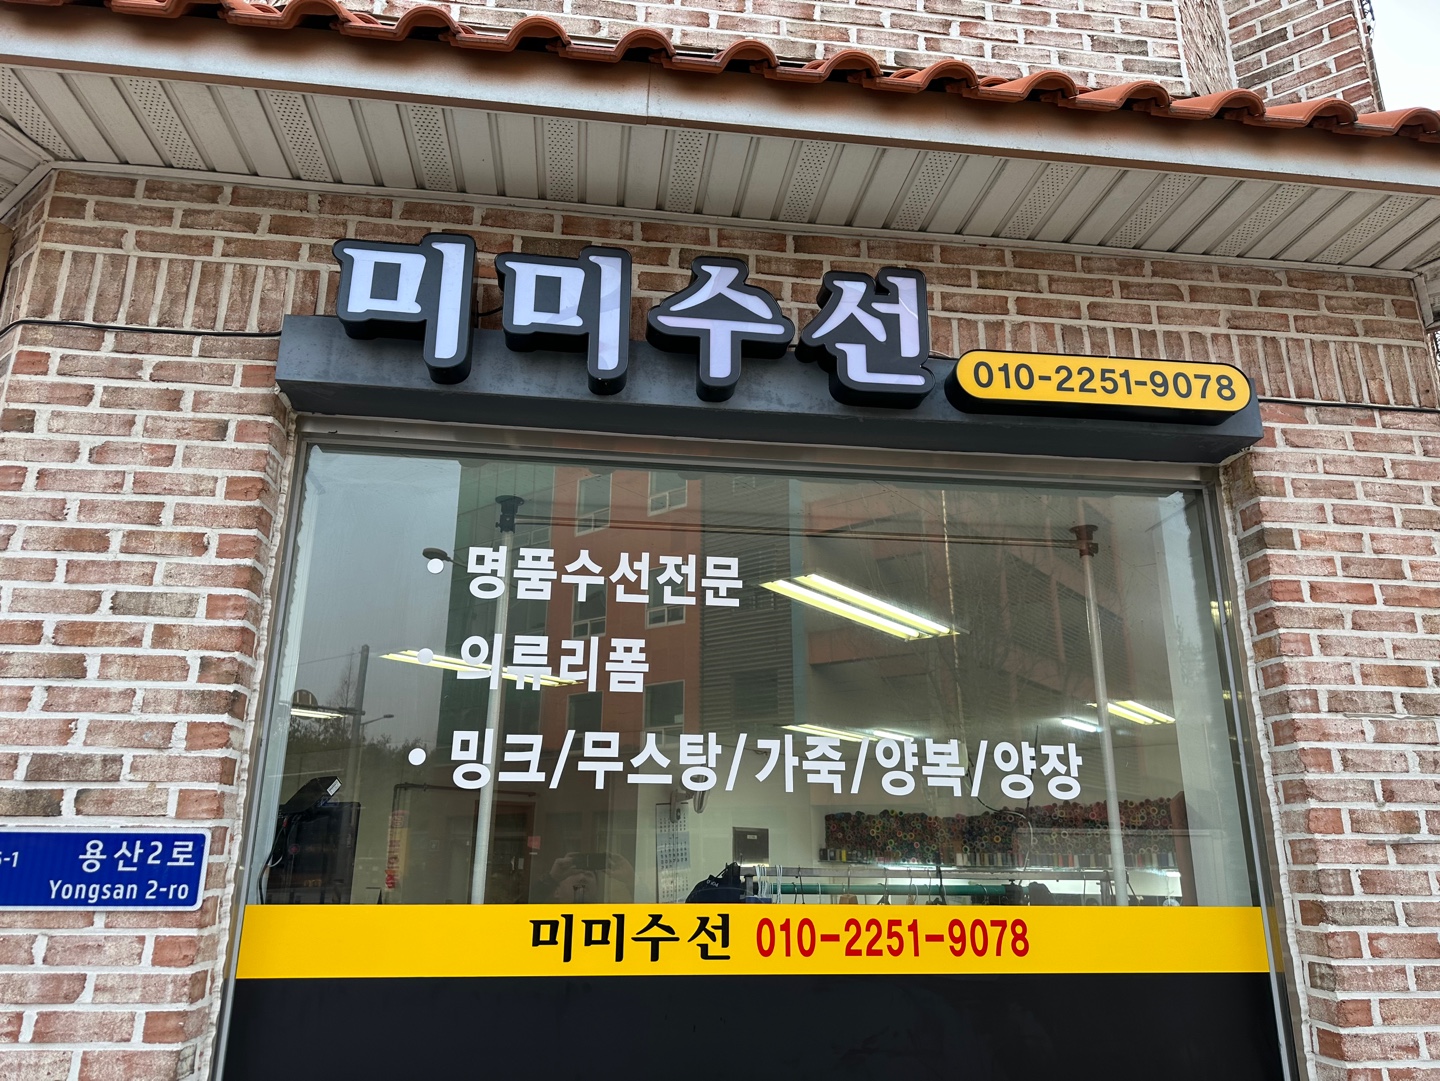 미미수선
010-2251-9078
• 명품수선전문
• 의류리폼
• 밍크/무스탕/가죽/양복/양장
용산2로
Yongsan 2-ro
미미수선 010-2251-9078